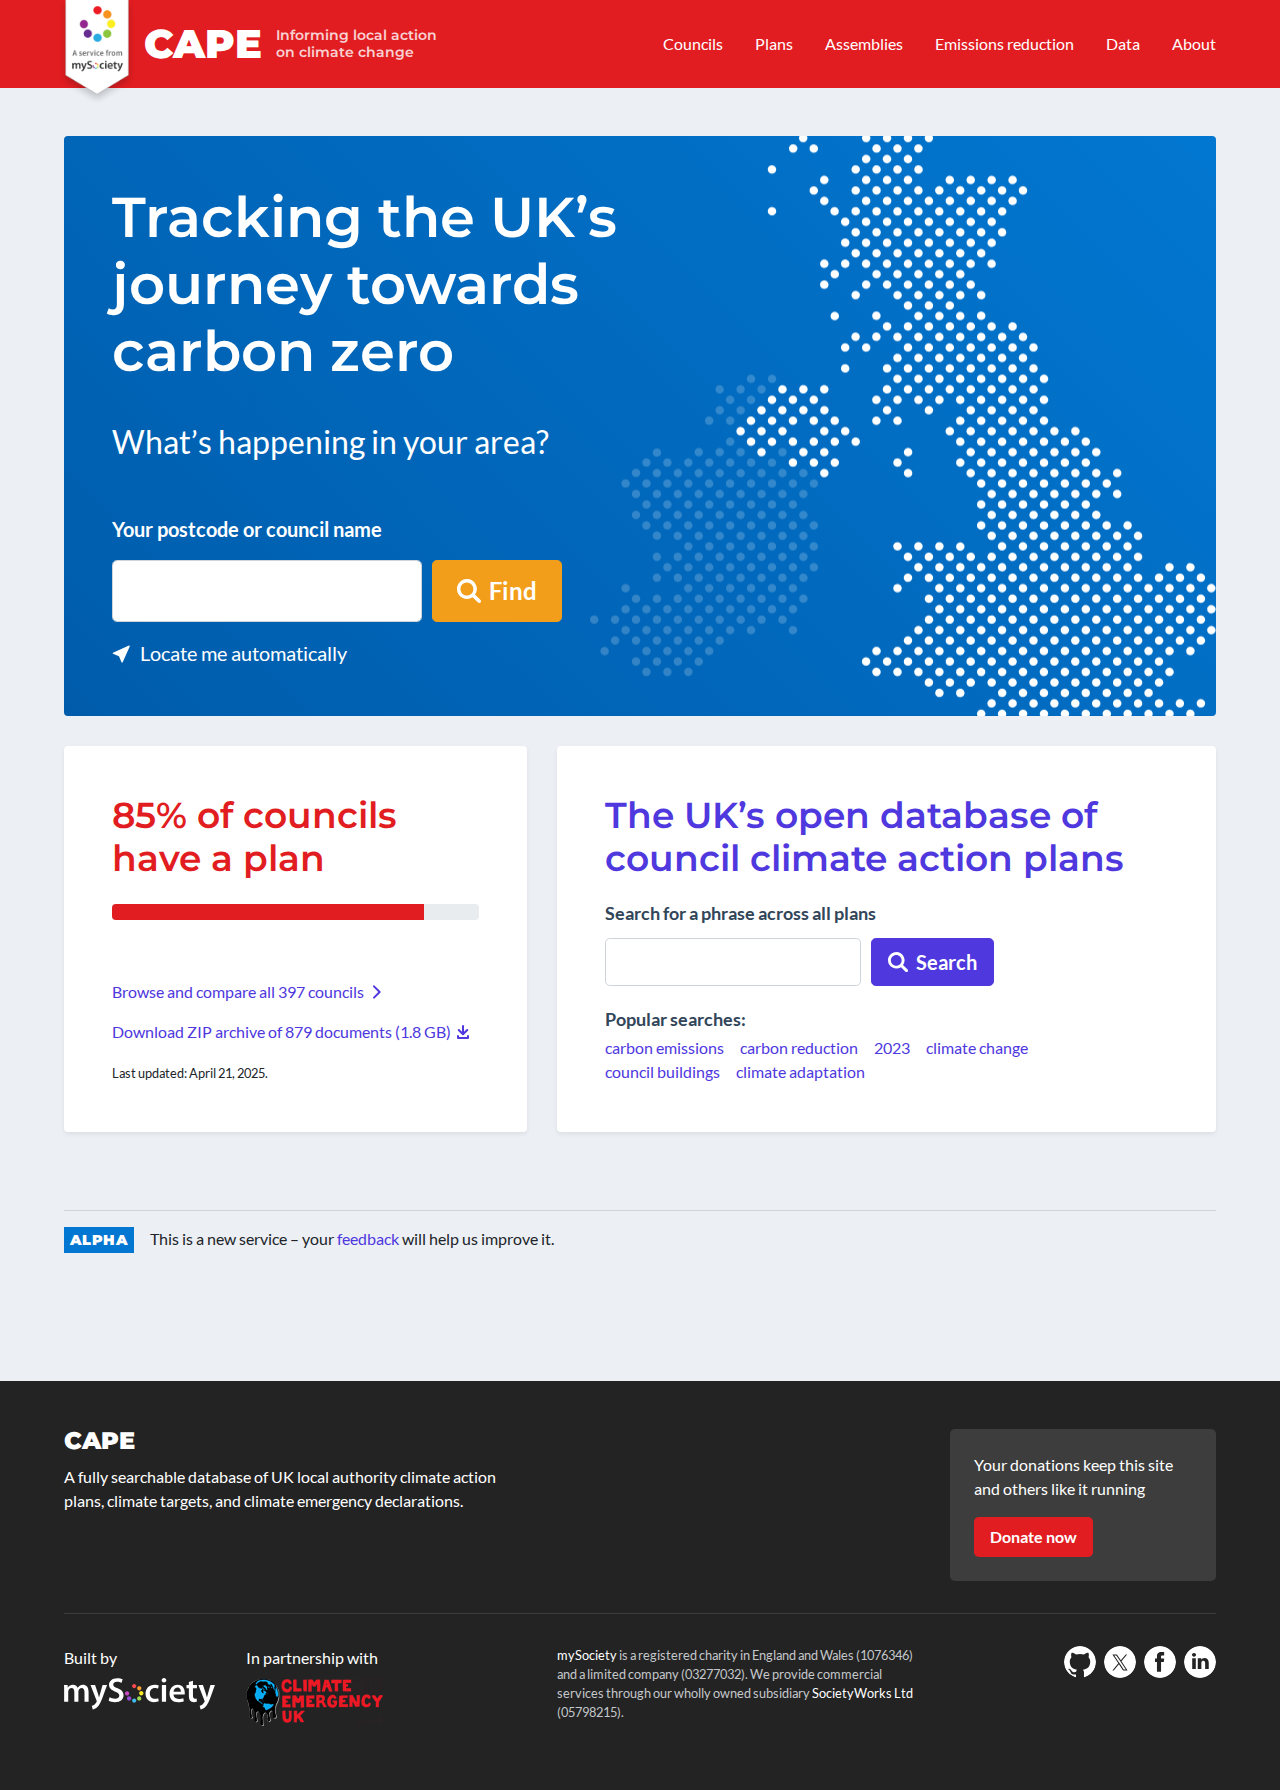 A service from
mySociety
CAPE
Informing local action
on climate change
Councils
Plans
Assemblies
Emissions reduction
Data
About
Tracking the UK’s
journey towards
carbon zero
What’s happening in your area?
Your postcode or council name
Find
Locate me automatically
85% of councils
have a plan
Browse and compare all 397 councils
Download ZIP archive of 879 documents (1.8 GB)
Last updated: April 21, 2025.
The UK’s open database of
council climate action plans
Search for a phrase across all plans
Search
Popular searches:
carbon emissions carbon reduction 2023 climate change
council buildings climate adaptation
ALPHA This is a new service – your feedback will help us improve it.
CAPE
A fully searchable database of UK local authority climate action
plans, climate targets, and climate emergency declarations.
Your donations keep this site
and others like it running
Donate now
Built by
mySociety
In partnership with
CLIMATE
EMERGENCY
UK
mySociety is a registered charity in England and Wales (1076346)
and a limited company (03277032). We provide commercial
services through our wholly owned subsidiary SocietyWorks Ltd
(05798215).